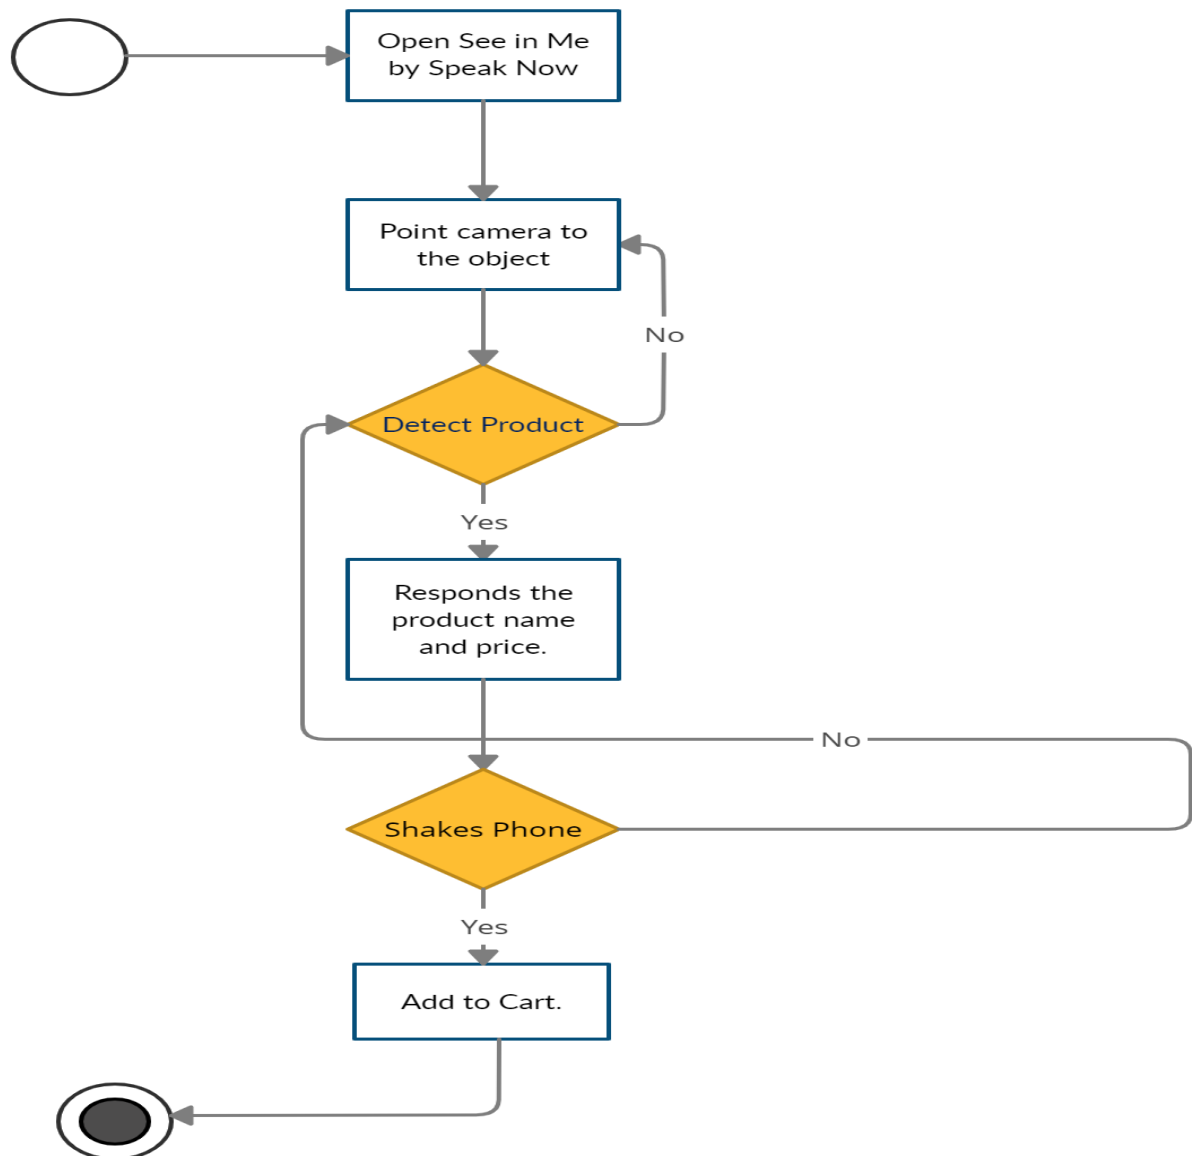 Open See in Me
by Speak Now
Point camera to
the object
No
Detect Product
Yes
Responds the
product name
and price.
No
Shakes Phone
Yes
Add to Cart.